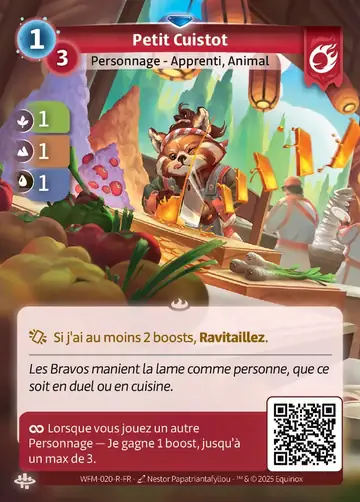 Petit Cuistot
1
3
Personnage - Apprenti, Animal
1
1
1
Si j'ai au moins 2 boosts, Ravitaillez.
Les Bravos manient la lame comme personne, que ce
soit en duel ou en cuisine.
∞ Lorsque vous jouez un autre
Personnage — Je gagne 1 boost, jusqu'à
un max de 3.
WFM-020-R-FR - Nestor Papatriantafyllou - ™ & © 2025 Equinox